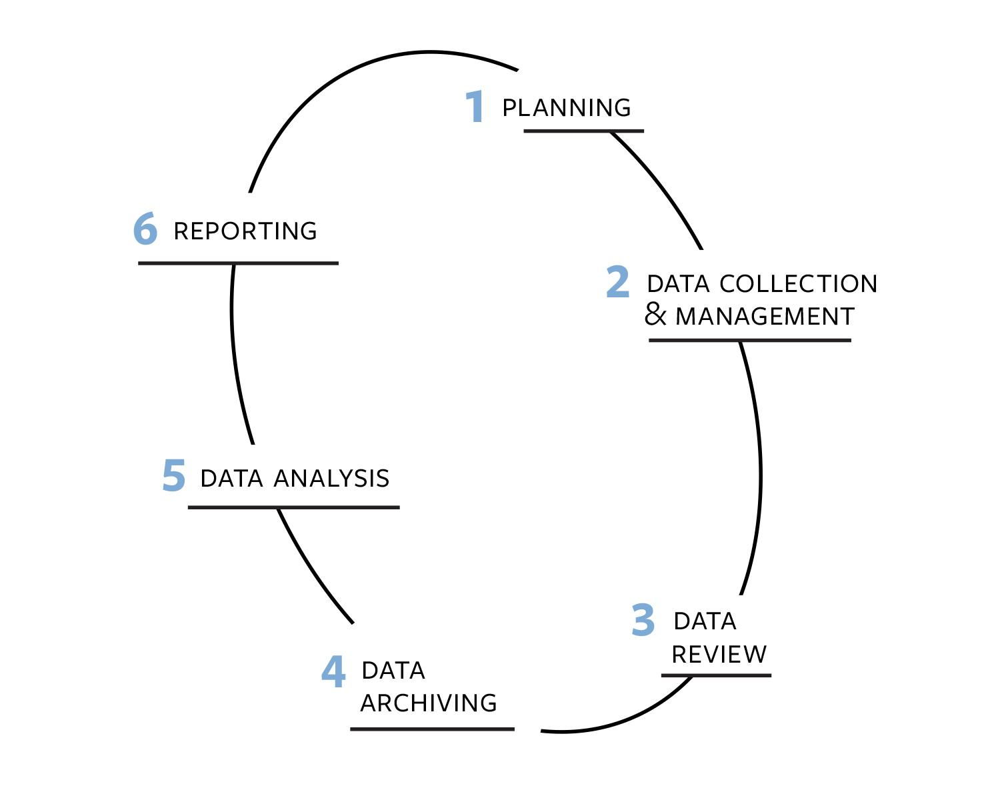 1 PLANNING
2 DATA COLLECTION
& MANAGEMENT
3 DATA
REVIEW
4 DATA
ARCHIVING
5 DATA ANALYSIS
6 REPORTING